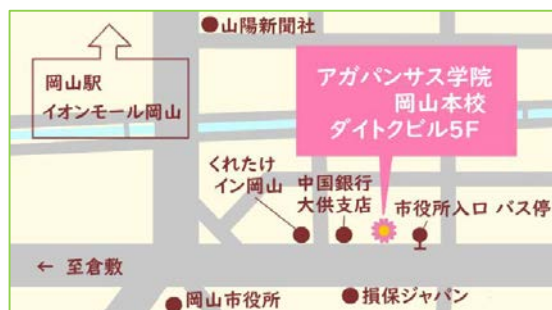 山陽新聞社
岡山駅
イオンモール岡山
アガパンサス学院
岡山本校
ダイトクビル5F
くれたけ
イン岡山
中国銀行
大供支店
市役所入口 バス停
← 至倉敷
岡山市役所
損保ジャパン